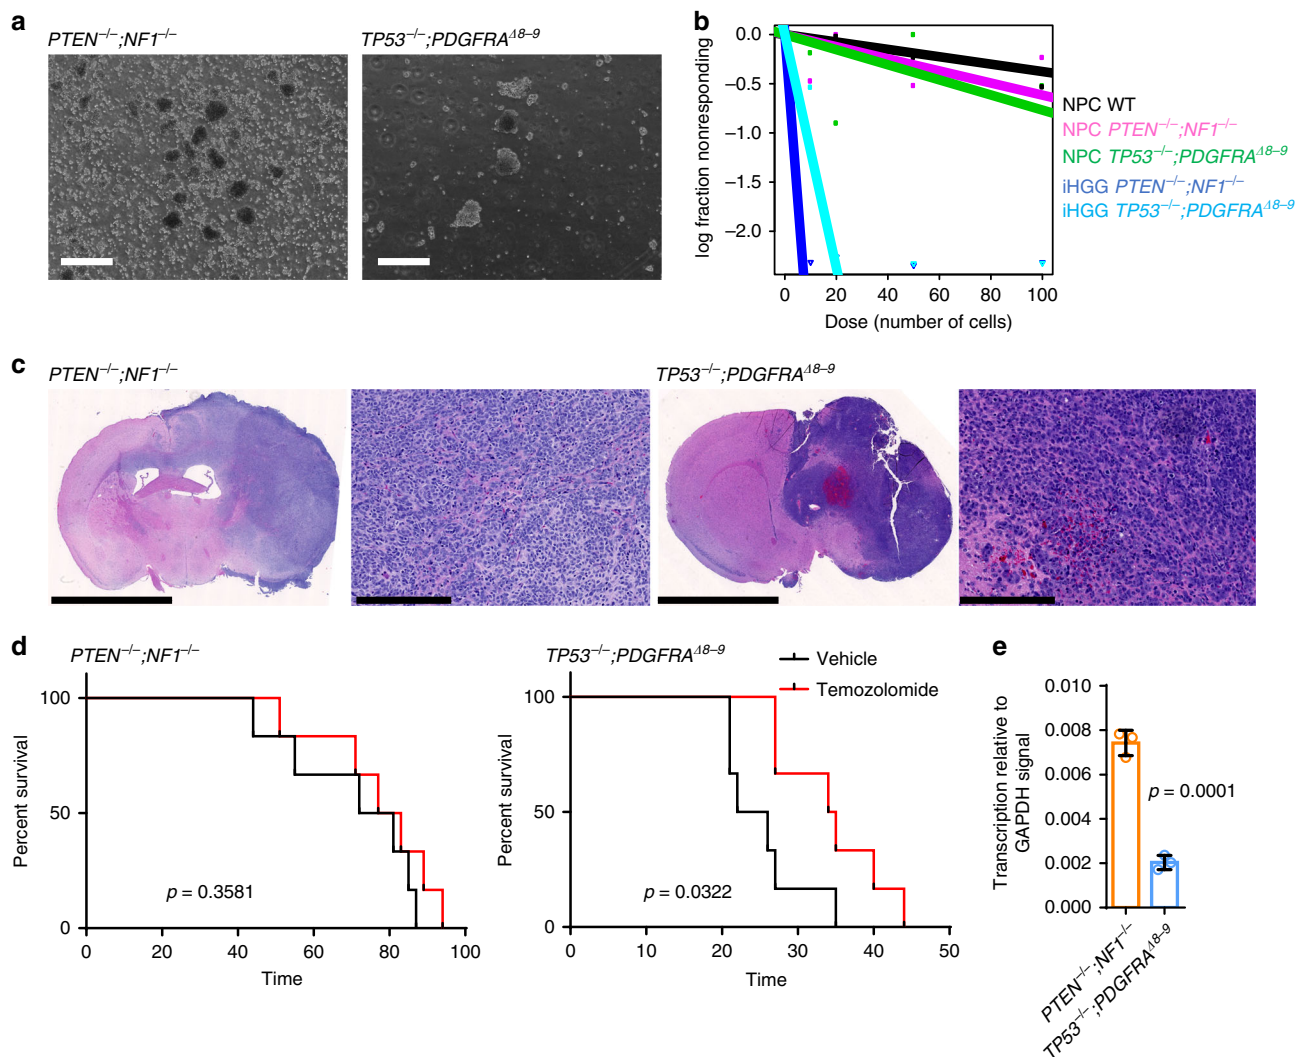 a
PTEN−/−;NF1−/−
TP53−/−;PDGFRAΔ8–9
b
log fraction nonresponding
0.0
−0.5
−1.0
−1.5
−2.0
0 20 40 60 80 100
Dose (number of cells)
NPC WT
NPC PTEN−/−;NF1−/−
NPC TP53−/−;PDGFRAΔ8–9
iHGG PTEN−/−;NF1−/−
iHGG TP53−/−;PDGFRAΔ8–9
c
PTEN−/−;NF1−/−
TP53−/−;PDGFRAΔ8–9
d
PTEN−/−;NF1−/−
Percent survival
100
50
0
p = 0.3581
0 20 40 60 80 100
Time
TP53−/−;PDGFRAΔ8–9
Vehicle
Temozolomide
Percent survival
100
50
0
p = 0.0322
0 10 20 30 40 50
Time
e
Transcription relative to
GAPDH signal
0.010
0.008
0.006
0.004
0.002
0.000
p = 0.0001
PTEN−/−;NF1−/−
TP53−/−;PDGFRAΔ8–9